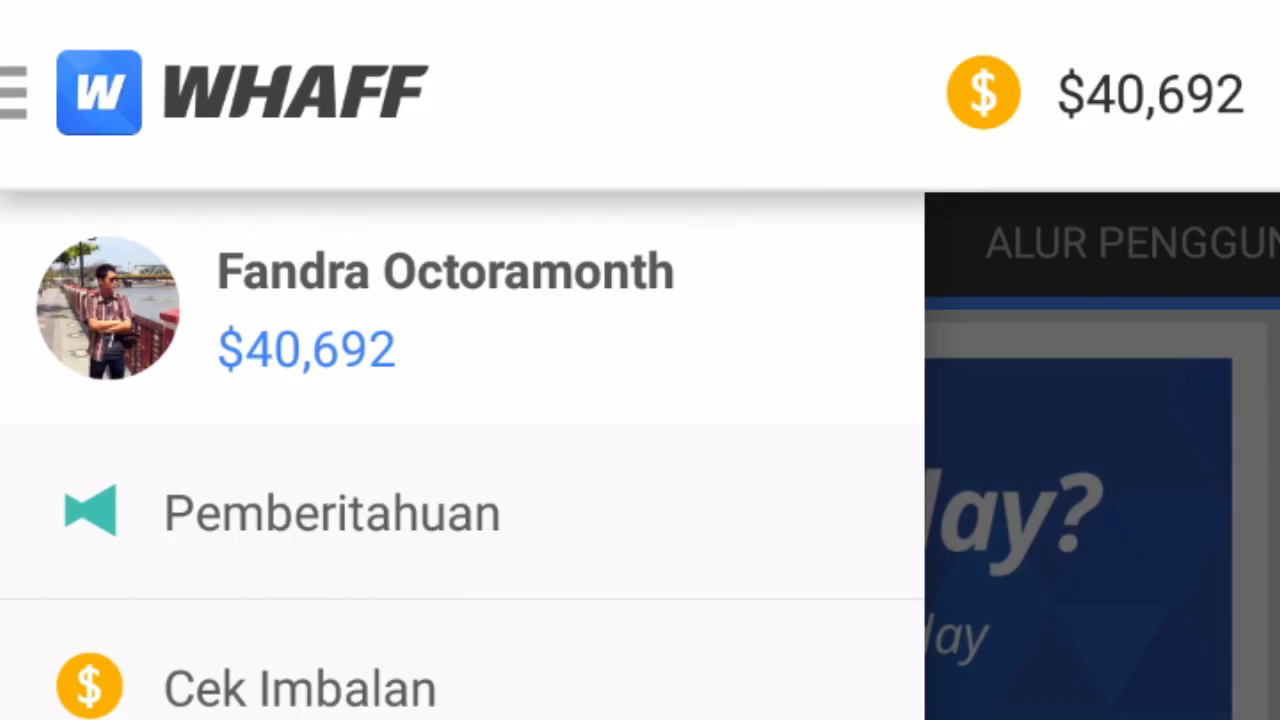 W WHAFF
$ $40,692
Fandra Octoramonth
$40,692
ALUR PENGGUN
Pemberitahuan
lay?
lay
$ Cek Imbalan